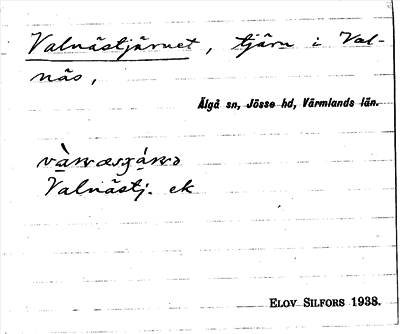 Valnästjärnet, tjärn i Val-
näs,
Älgå sn, Jösse hd, Värmlands län.
Valnästj. ek
ELOV SILFORS 1938.